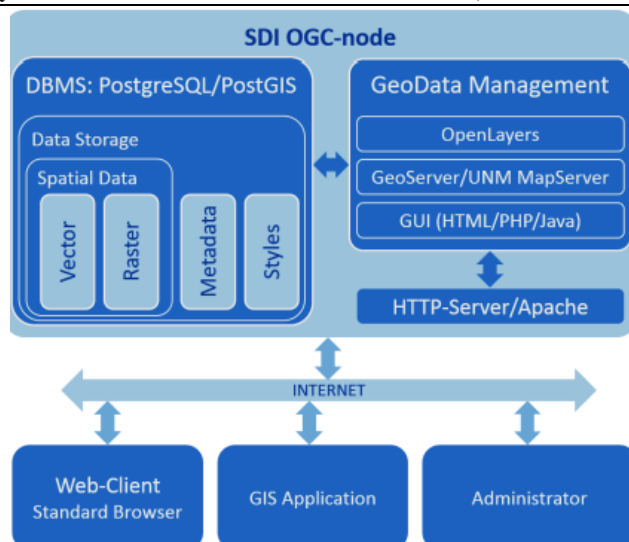 SDI OGC-node
DBMS: PostgreSQL/PostGIS
Data Storage
Spatial Data
Vector
Raster
Metadata
Styles
GeoData Management
OpenLayers
GeoServer/UNM MapServer
GUI (HTML/PHP/Java)
HTTP-Server/Apache
INTERNET
Web-Client
Standard Browser
GIS Application
Administrator